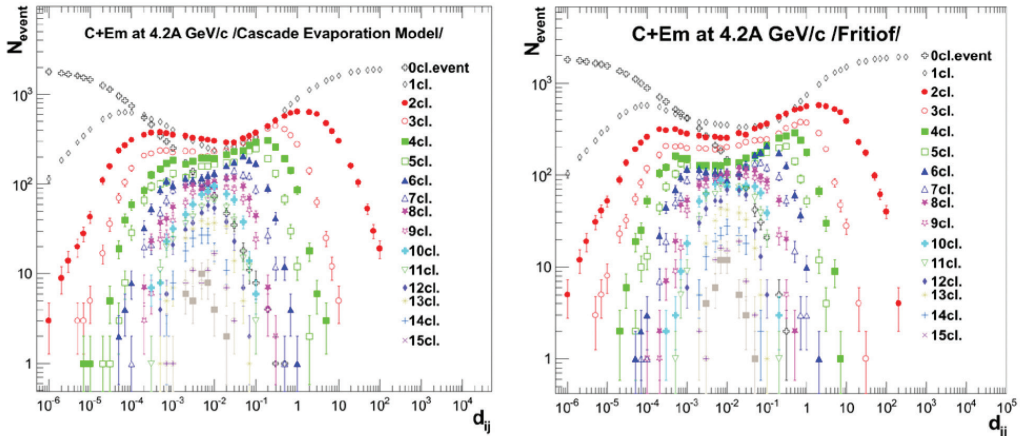 C+Em at 4.2A GeV/c /Cascade Evaporation Model/
N_event
10^3
10^2
10
1
10^-6 10^-5 10^-4 10^-3 10^-2 10^-1 1 10 10^2 10^3 10^4
d_ij
0cl.event
1cl.
2cl.
3cl.
4cl.
5cl.
6cl.
7cl.
8cl.
9cl.
10cl.
11cl.
12cl.
13cl.
14cl.
15cl.
C+Em at 4.2A GeV/c /Fritiof/
N_event
10^3
10^2
10
1
10^-6 10^-5 10^-4 10^-3 10^-2 10^-1 1 10 10^2 10^3 10^4 10^5
d_ij
0cl.event
1cl.
2cl.
3cl.
4cl.
5cl.
6cl.
7cl.
8cl.
9cl.
10cl.
11cl.
12cl.
13cl.
14cl.
15cl.